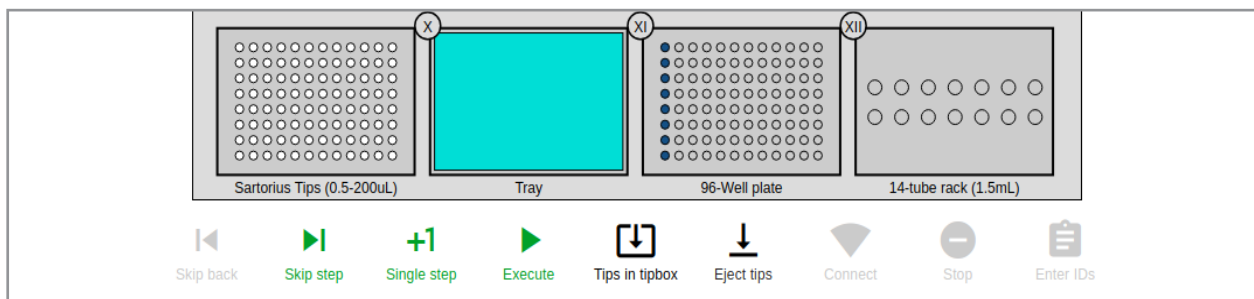 X XI XII
Sartorius Tips (0.5-200uL) Tray 96-Well plate 14-tube rack (1.5mL)
+1
Skip back Skip step Single step Execute Tips in tipbox Eject tips Connect Stop Enter IDs